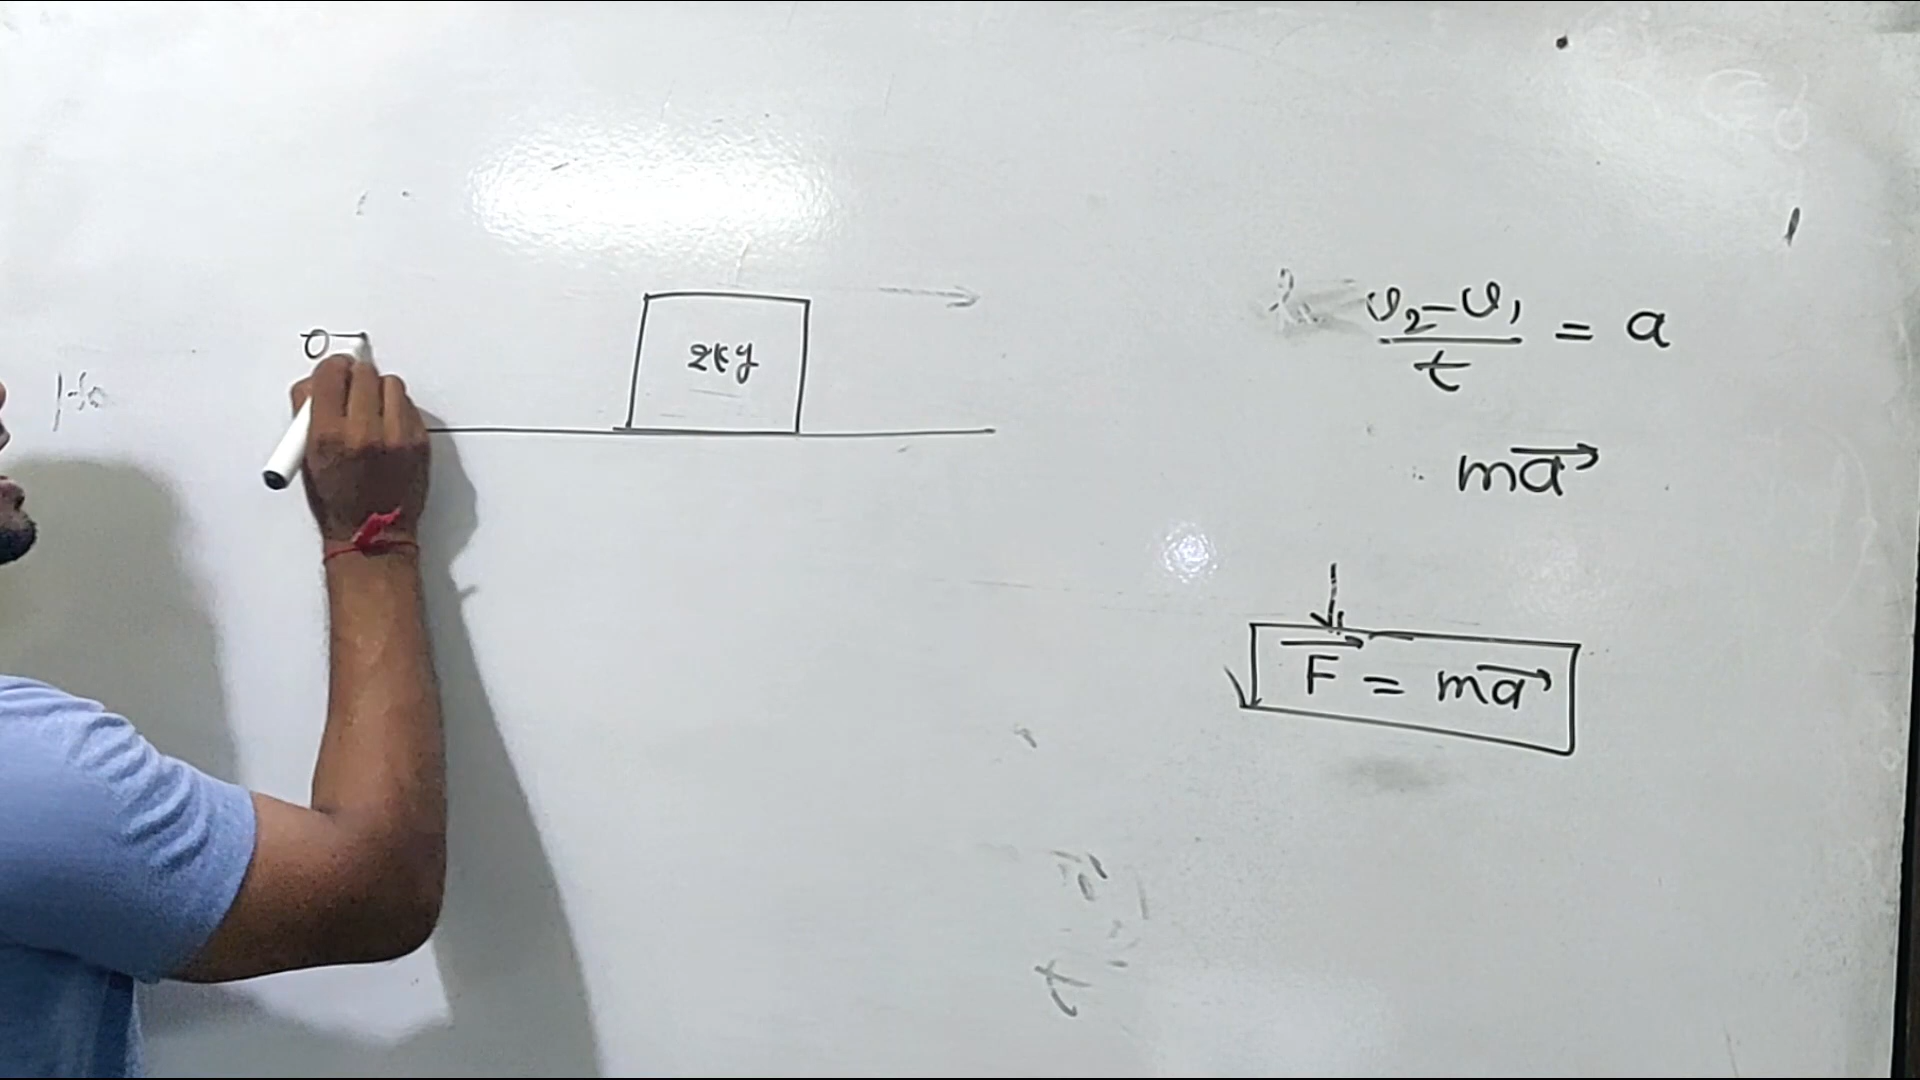 2kg
v₂-v₁/t = a
ma⃗
F⃗ = ma⃗